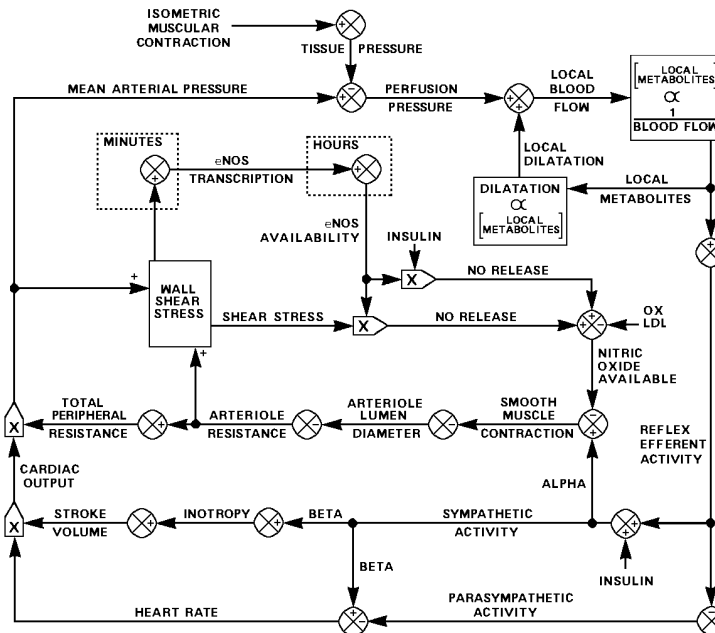 ISOMETRIC
MUSCULAR
CONTRACTION
TISSUE PRESSURE
MEAN ARTERIAL PRESSURE
PERFUSION
PRESSURE
LOCAL
BLOOD
FLOW
LOCAL
METABOLITES
∝
1
BLOOD FLOW
MINUTES
eNOS
TRANSCRIPTION
HOURS
LOCAL
DILATATION
DILATATION
∝
LOCAL
METABOLITES
LOCAL
METABOLITES
eNOS
AVAILABILITY
INSULIN
X
NO RELEASE
WALL
SHEAR
STRESS
SHEAR STRESS
X
NO RELEASE
OX
LDL
NITRIC
OXIDE
AVAILABLE
TOTAL
PERIPHERAL
RESISTANCE
X
ARTERIOLE
RESISTANCE
ARTERIOLE
LUMEN
DIAMETER
SMOOTH
MUSCLE
CONTRACTION
REFLEX
EFFERENT
ACTIVITY
CARDIAC
OUTPUT
ALPHA
X
STROKE
VOLUME
INOTROPY
BETA
SYMPATHETIC
ACTIVITY
INSULIN
BETA
HEART RATE
PARASYMPATHETIC
ACTIVITY